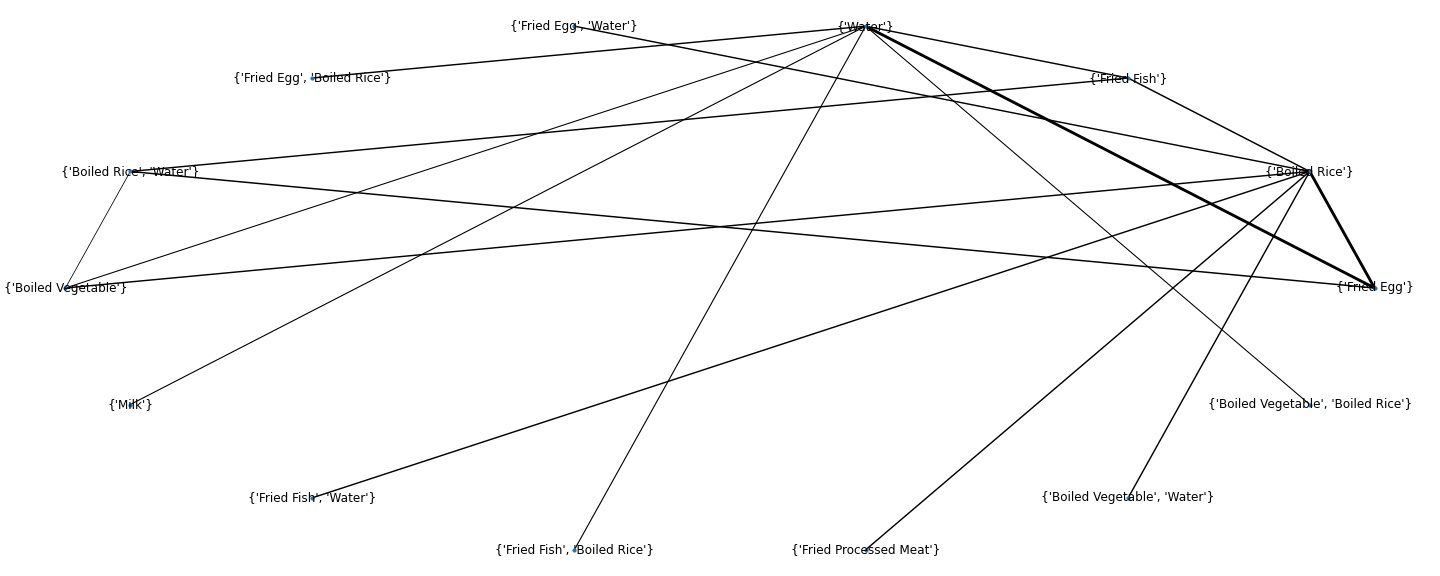 {'Fried Egg', 'Water'}
{'Water'}
{'Fried Egg', 'Boiled Rice'}
{'Fried Fish'}
{'Boiled Rice', 'Water'}
{'Boiled Rice'}
{'Boiled Vegetable'}
{'Fried Egg'}
{'Milk'}
{'Boiled Vegetable', 'Boiled Rice'}
{'Fried Fish', 'Water'}
{'Boiled Vegetable', 'Water'}
{'Fried Fish', 'Boiled Rice'}
{'Fried Processed Meat'}